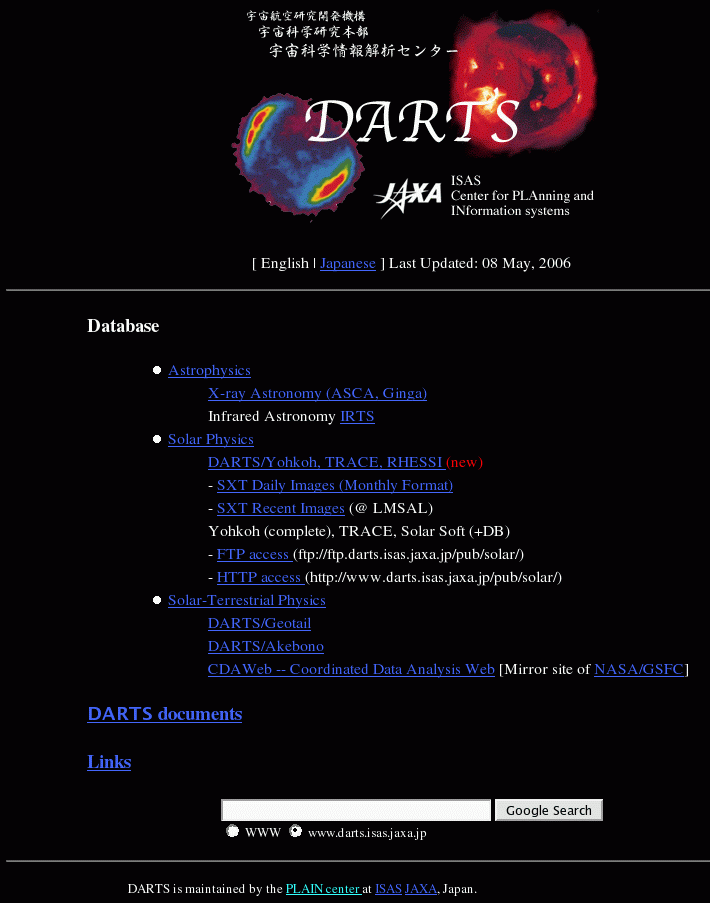 宇宙航空研究開発機構
宇宙科学研究本部
宇宙科学情報解析センター
DARTS
JAXA
ISAS
Center for PLAnning and
INformation systems
[ English | Japanese ] Last Updated: 08 May, 2006
Database
Astrophysics
X-ray Astronomy (ASCA, Ginga)
Infrared Astronomy IRTS
Solar Physics
DARTS/Yohkoh, TRACE, RHESSI (new)
- SXT Daily Images (Monthly Format)
- SXT Recent Images (@ LMSAL)
Yohkoh (complete), TRACE, Solar Soft (+DB)
- FTP access (ftp://ftp.darts.isas.jaxa.jp/pub/solar/)
- HTTP access (http://www.darts.isas.jaxa.jp/pub/solar/)
Solar-Terrestrial Physics
DARTS/Geotail
DARTS/Akebono
CDAWeb -- Coordinated Data Analysis Web [Mirror site of NASA/GSFC]
DARTS documents
Links
Google Search
WWW www.darts.isas.jaxa.jp
DARTS is maintained by the PLAIN center at ISAS JAXA, Japan.